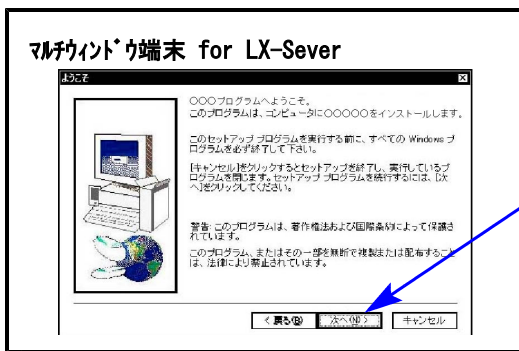 マルチウィンドウ端末 for LX-Sever
ようこそ
○○○プログラムへようこそ。
このプログラムは、コンピュータに○○○○○をインストールします。
このセットアップ プログラムを実行する前に、すべての Windows プ
ログラムを必ず終了して下さい。
[キャンセル]をクリックするとセットアップを終了し、実行しているプ
ログラムを閉じます。セットアップ プログラムを続行するには、[次
へ]をクリックしてください。
警告: このプログラムは、著作権法および国際条約によって保護さ
れています。
このプログラム、またはその一部を無断で複製または配布すること
は、法律により禁止されています。
< 戻る(B) 次へ(N) > キャンセル